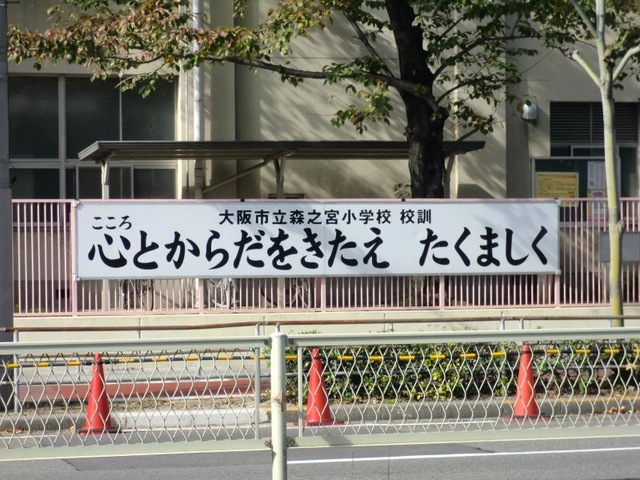 大阪市立森之宮小学校 校訓
こころ
心とからだをきたえ たくましく